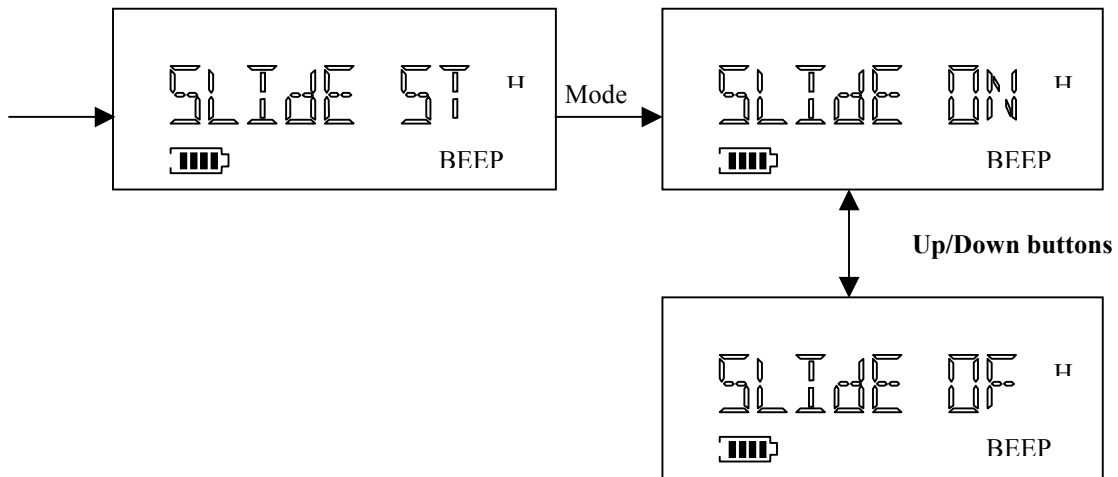 SLIdE ST H
BEEP
Mode
SLIdE ON H
BEEP
Up/Down buttons
SLIdE OF H
BEEP